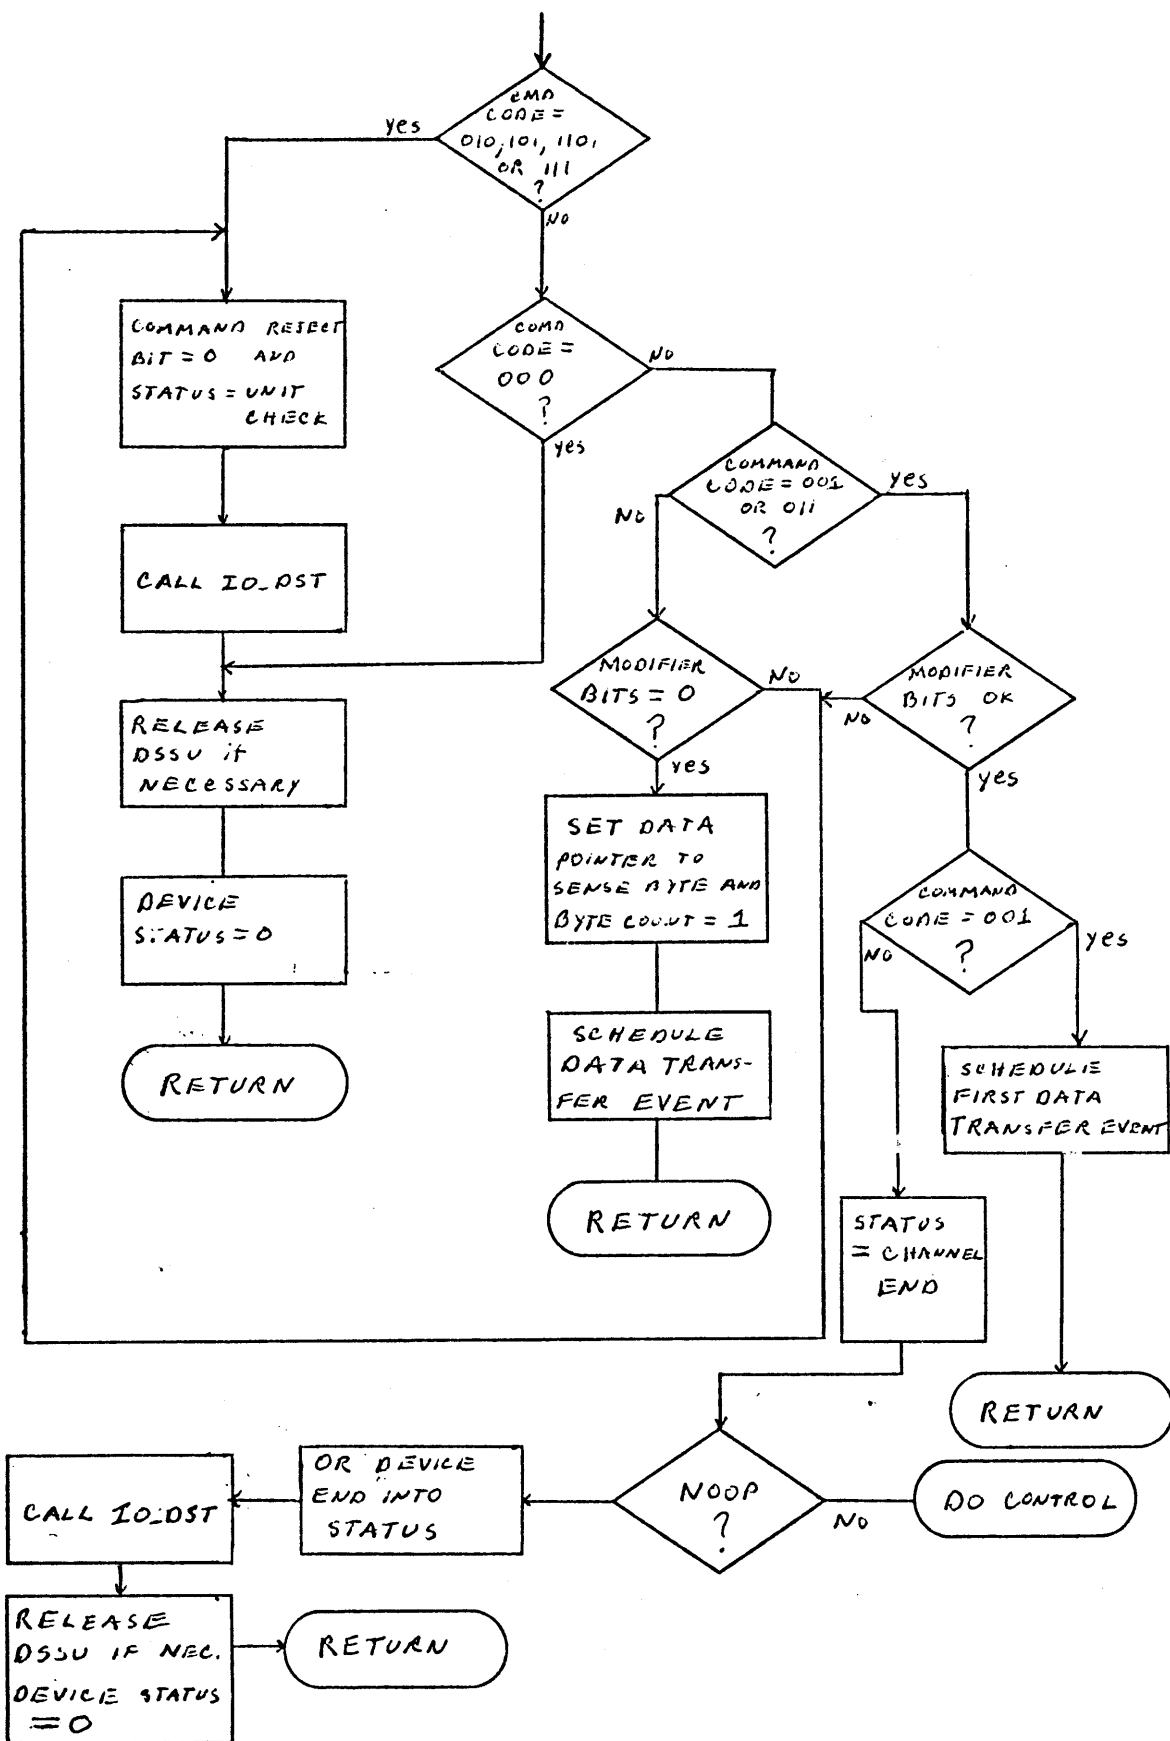 CMD
CODE =
010, 101, 110,
OR 111
?
yes
NO
COMMAND REJECT
BIT = 0 AND
STATUS = UNIT
CHECK
COMD
CODE =
000
?
NO
yes
COMMAND
CODE = 001
OR 011
?
yes
NO
CALL IO_DST
MODIFIER
BITS = 0
?
NO
yes
MODIFIER
BITS OK
?
NO
yes
RELEASE
DSSU if
NECESSARY
SET DATA
POINTER TO
SENSE BYTE AND
BYTE COUNT = 1
COMMAND
CODE = 001
?
NO
yes
DEVICE
STATUS = 0
SCHEDULE
DATA TRANS-
FER EVENT
SCHEDULE
FIRST DATA
TRANSFER EVENT
RETURN
RETURN
STATUS
= CHANNEL
END
RETURN
NOOP
?
NO
DO CONTROL
OR DEVICE
END INTO
STATUS
CALL IO_DST
RELEASE
DSSU IF NEC.
DEVICE STATUS
= 0
RETURN